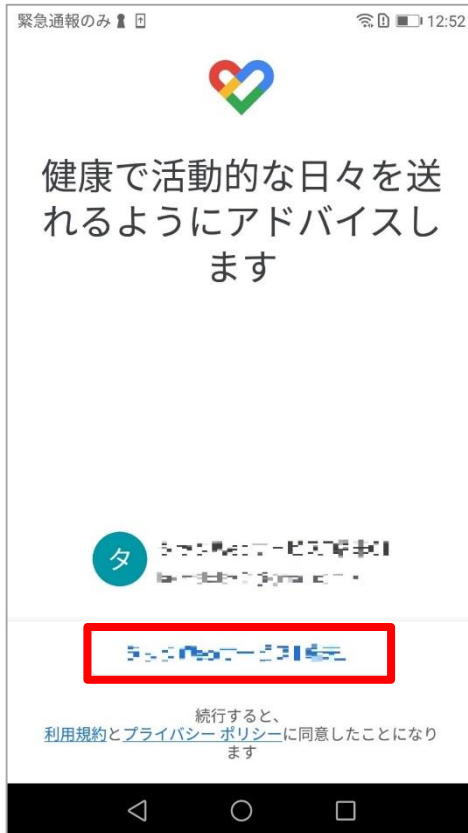 緊急通報のみ
12:52
健康で活動的な日々を送
れるようにアドバイスし
ます
タ
続行すると、
利用規約とプライバシー ポリシーに同意したことになり
ます